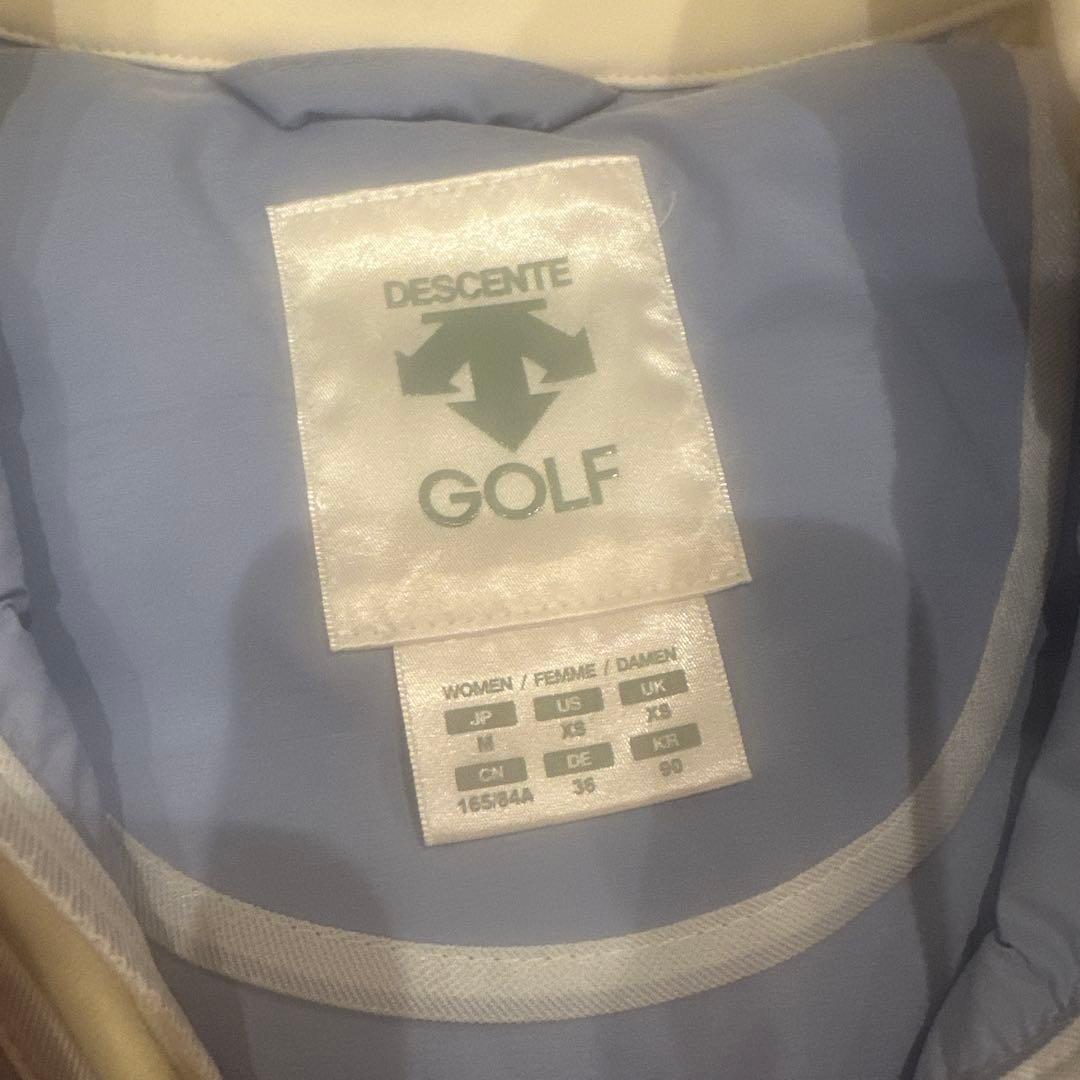 DESCENTE
GOLF
WOMEN / FEMME / DAMEN
JP US UK
M XS XS
CN DE KR
165/84A 36 90